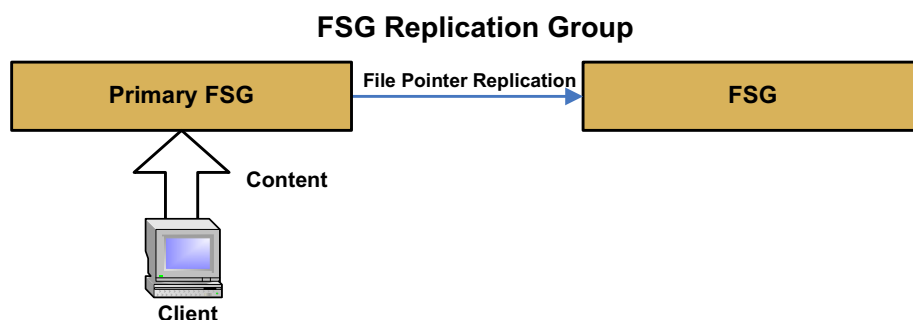 FSG Replication Group
Primary FSG
File Pointer Replication
FSG
Content
Client